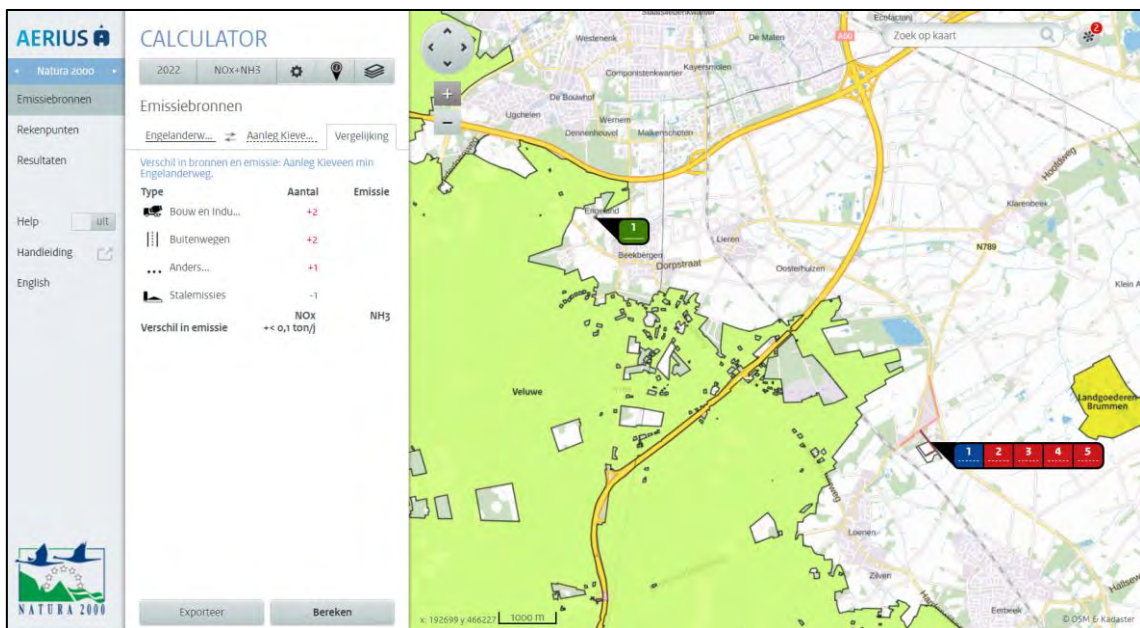 AERIUS
Natura 2000
Emissiebronnen
Rekenpunten
Resultaten
Help
uit
Handleiding
English
NATURA 2000
CALCULATOR
2022
NOx+NH3
Emissiebronnen
Engelanderw...
Aanleg Kieve...
Vergelijking
Verschil in bronnen en emissie: Aanleg Kieveen min
Engelanderweg.
Type Aantal Emissie
Bouw en Indu... +2
Buitenwegen +2
Anders... +1
Stalemissies -1
NOx NH3
Verschil in emissie +< 0,1 ton/j
Exporteer
Bereken
Zoek op kaart
2
Ecofactorij
A50
Westenenk
De Maten
Kayersmolen
Componistenkwartier
De Bouwhof
Wernem
Ugchelen
Dennenheuvel
Malkenschoten
Hoofdweg
Klarenbeek
N789
Engeland
1
Lieren
Beekbergen
Dorpstraat
Oosterhuizen
Klein A
Veluwe
Landgoederen
Brummen
1 2 3 4 5
Loenen
Zilven
Eerbeek
x: 192699 y:466227
1000 m
© OSM & Kadaster